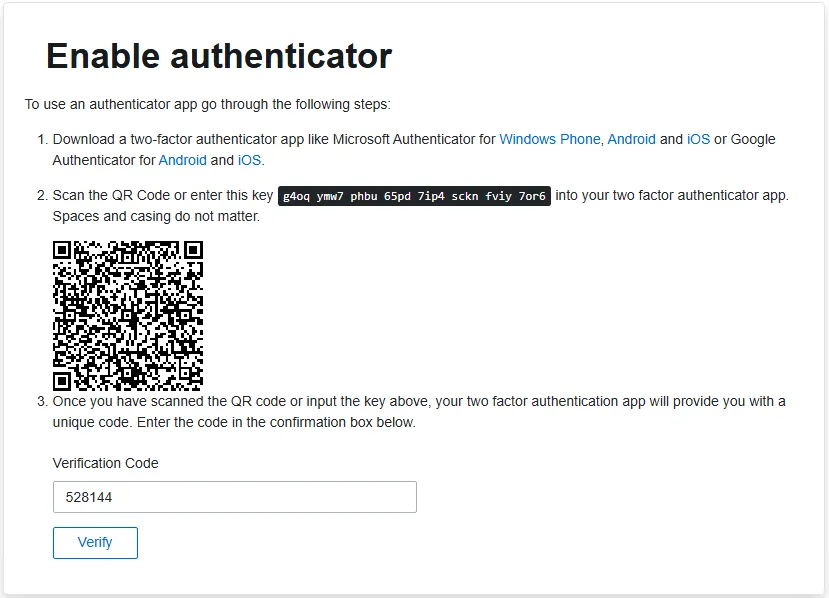 Enable authenticator
To use an authenticator app go through the following steps:
1. Download a two-factor authenticator app like Microsoft Authenticator for Windows Phone, Android and iOS or Google
Authenticator for Android and iOS.
2. Scan the QR Code or enter this key g4oq ymw7 phbu 65pd 7ip4 sckn fviy 7or6 into your two factor authenticator app.
Spaces and casing do not matter.
3. Once you have scanned the QR code or input the key above, your two factor authentication app will provide you with a
unique code. Enter the code in the confirmation box below.
Verification Code
528144
Verify